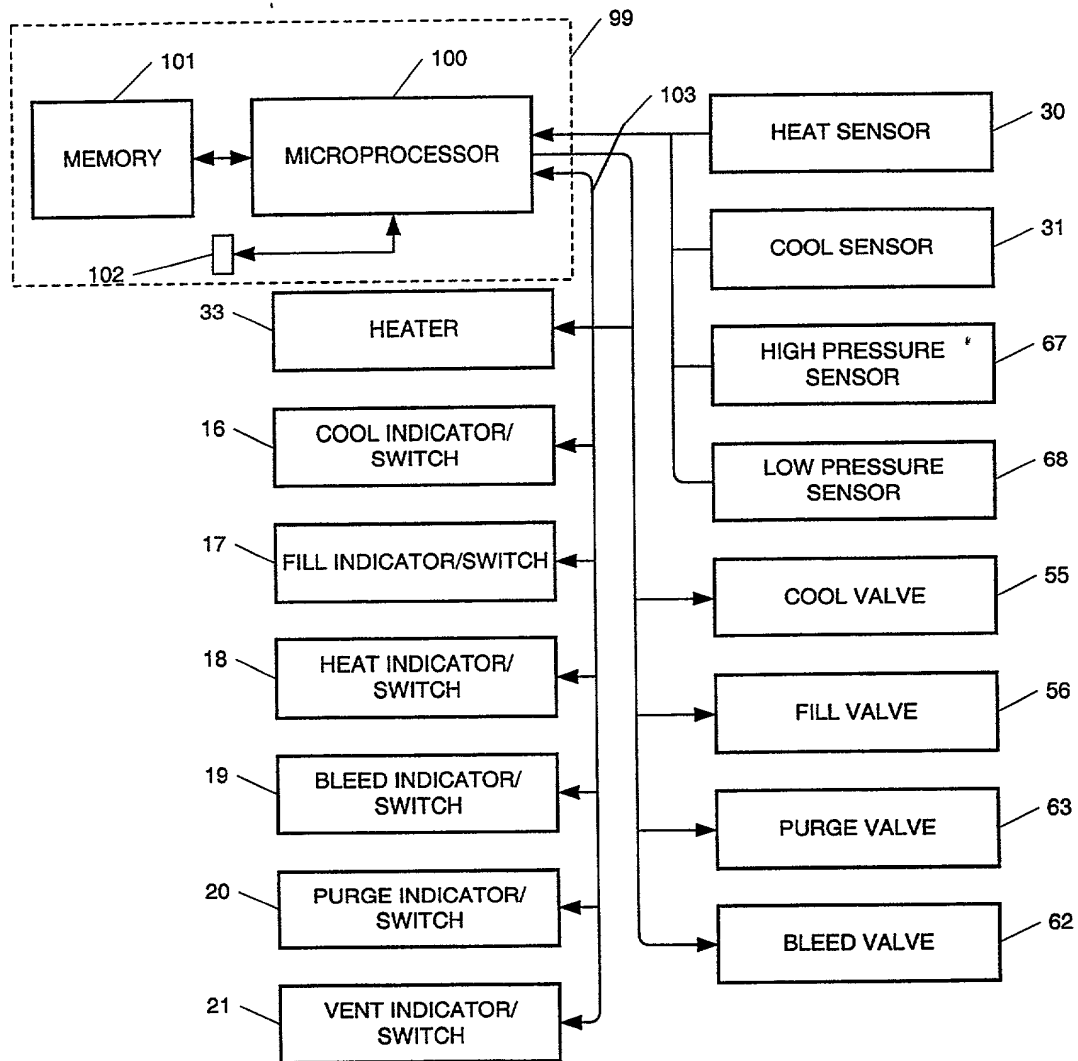 99
101
100
103
MEMORY
MICROPROCESSOR
102
HEAT SENSOR
30
COOL SENSOR
31
HIGH PRESSURE
SENSOR
67
LOW PRESSURE
SENSOR
68
33
HEATER
16
COOL INDICATOR/
SWITCH
17
FILL INDICATOR/SWITCH
18
HEAT INDICATOR/
SWITCH
19
BLEED INDICATOR/
SWITCH
20
PURGE INDICATOR/
SWITCH
21
VENT INDICATOR/
SWITCH
COOL VALVE
55
FILL VALVE
56
PURGE VALVE
63
BLEED VALVE
62